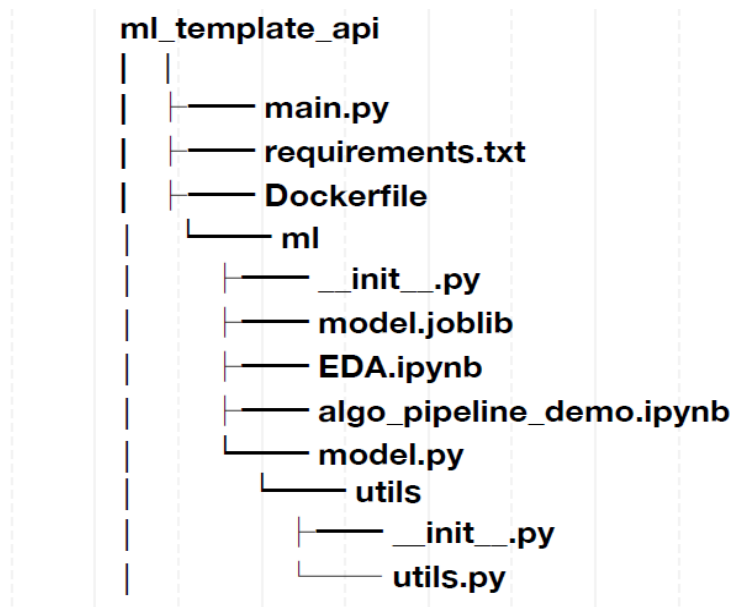 ml_template_api
main.py
requirements.txt
Dockerfile
ml
__init__.py
model.joblib
EDA.ipynb
algo_pipeline_demo.ipynb
model.py
utils
__init__.py
utils.py